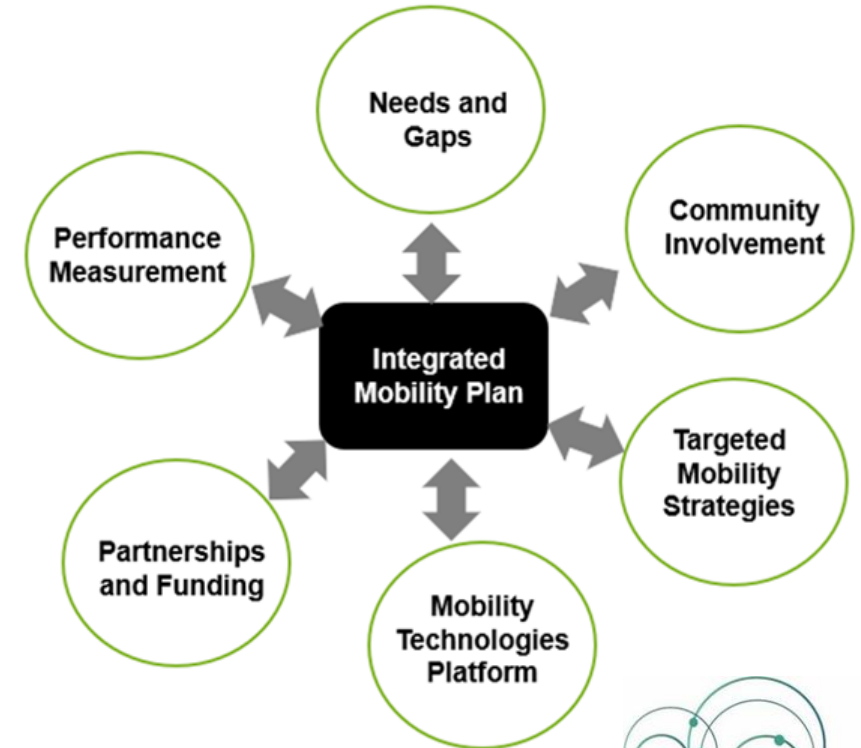 Needs and
Gaps
Community
Involvement
Performance
Measurement
Integrated
Mobility Plan
Targeted
Mobility
Strategies
Partnerships
and Funding
Mobility
Technologies
Platform